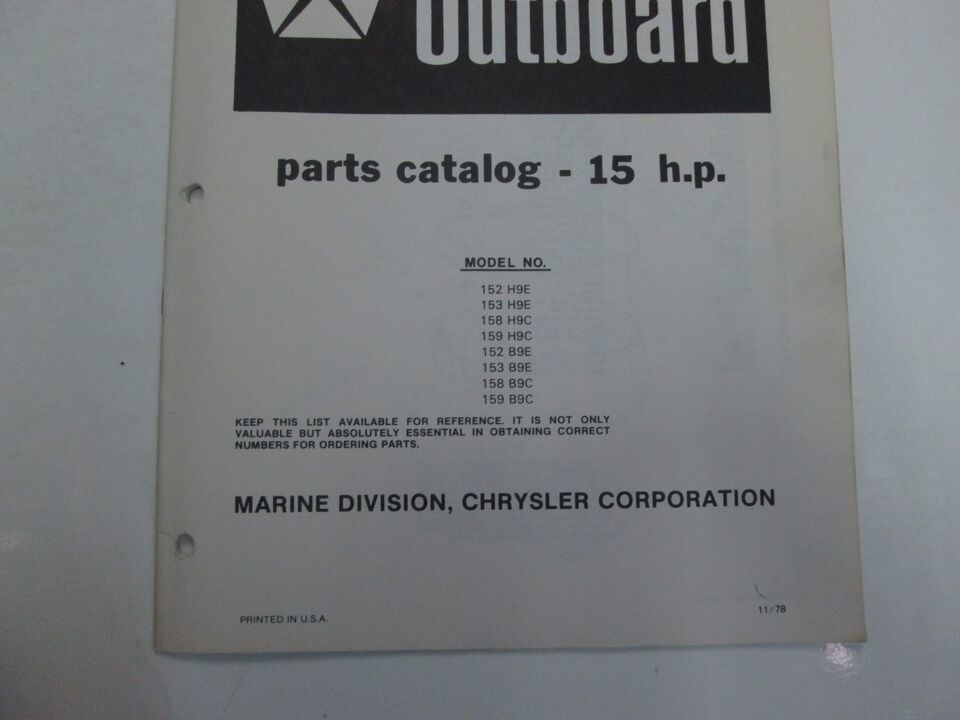 Outboard
parts catalog - 15 h.p.
MODEL NO.
152 H9E
153 H9E
158 H9C
159 H9C
152 B9E
153 B9E
158 B9C
159 B9C
KEEP THIS LIST AVAILABLE FOR REFERENCE. IT IS NOT ONLY
VALUABLE BUT ABSOLUTELY ESSENTIAL IN OBTAINING CORRECT
NUMBERS FOR ORDERING PARTS.
MARINE DIVISION, CHRYSLER CORPORATION
PRINTED IN U.S.A.
11/78